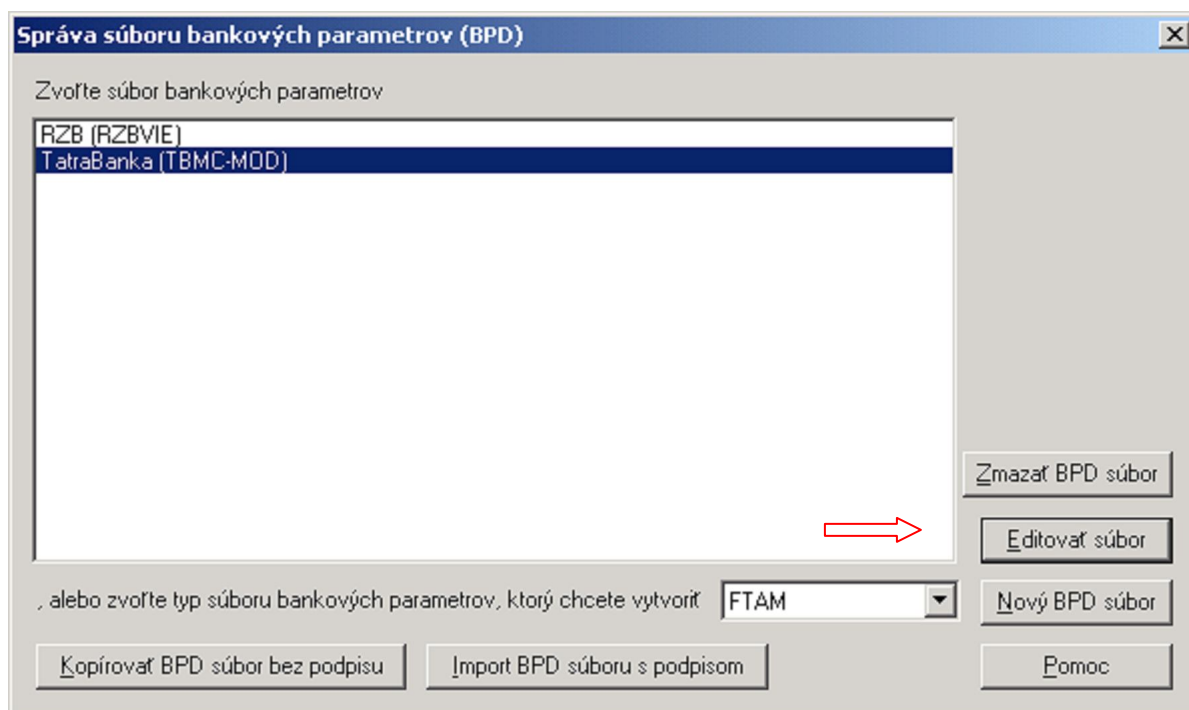 Správa súboru bankových parametrov (BPD)
Zvoľte súbor bankových parametrov
RZB (RZBVIE)
TatraBanka (TBMC-MOD)
Zmazať BPD súbor
Editovať súbor
, alebo zvoľte typ súboru bankových parametrov, ktorý chcete vytvoriť FTAM Nový BPD súbor
Kopírovať BPD súbor bez podpisu Import BPD súboru s podpisom Pomoc